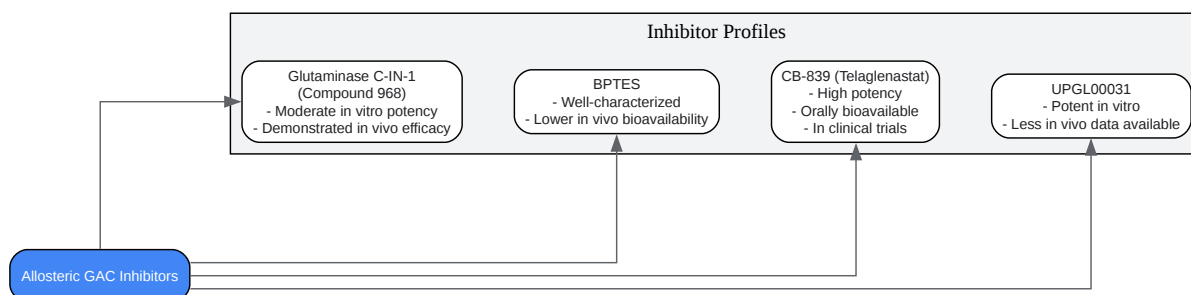 Inhibitor Profiles
Glutaminase C-IN-1
(Compound 968)
- Moderate in vitro potency
- Demonstrated in vivo efficacy
BPTES
- Well-characterized
- Lower in vivo bioavailability
CB-839 (Telaglenastat)
- High potency
- Orally bioavailable
- In clinical trials
UPGL00031
- Potent in vitro
- Less in vivo data available
Allosteric GAC Inhibitors